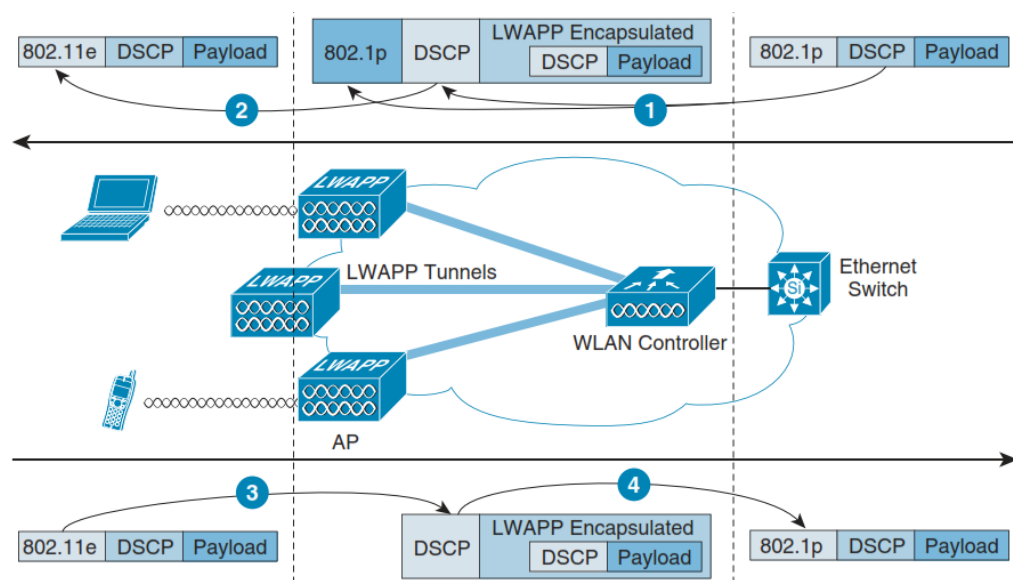 802.11e DSCP Payload
802.1p DSCP LWAPP Encapsulated
DSCP Payload
802.1p DSCP Payload
2
1
LWAPP
LWAPP
LWAPP
LWAPP Tunnels
Si
Ethernet
Switch
WLAN Controller
AP
3
4
802.11e DSCP Payload
DSCP LWAPP Encapsulated
DSCP Payload
802.1p DSCP Payload